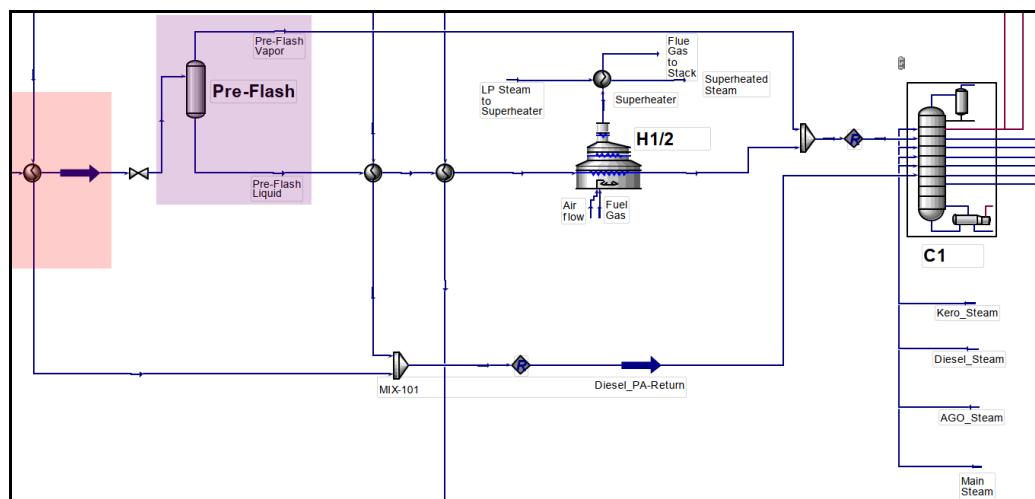 Pre-Flash
Vapor
Pre-Flash
Pre-Flash
Liquid
Flue
Gas
to
Stack
LP Steam
to
Superheater
Superheated
Steam
Superheater
H1/2
Air
flow
Fuel
Gas
R
C1
Kero_Steam
Diesel_Steam
AGO_Steam
Main
Steam
R
MIX-101
Diesel_PA-Return